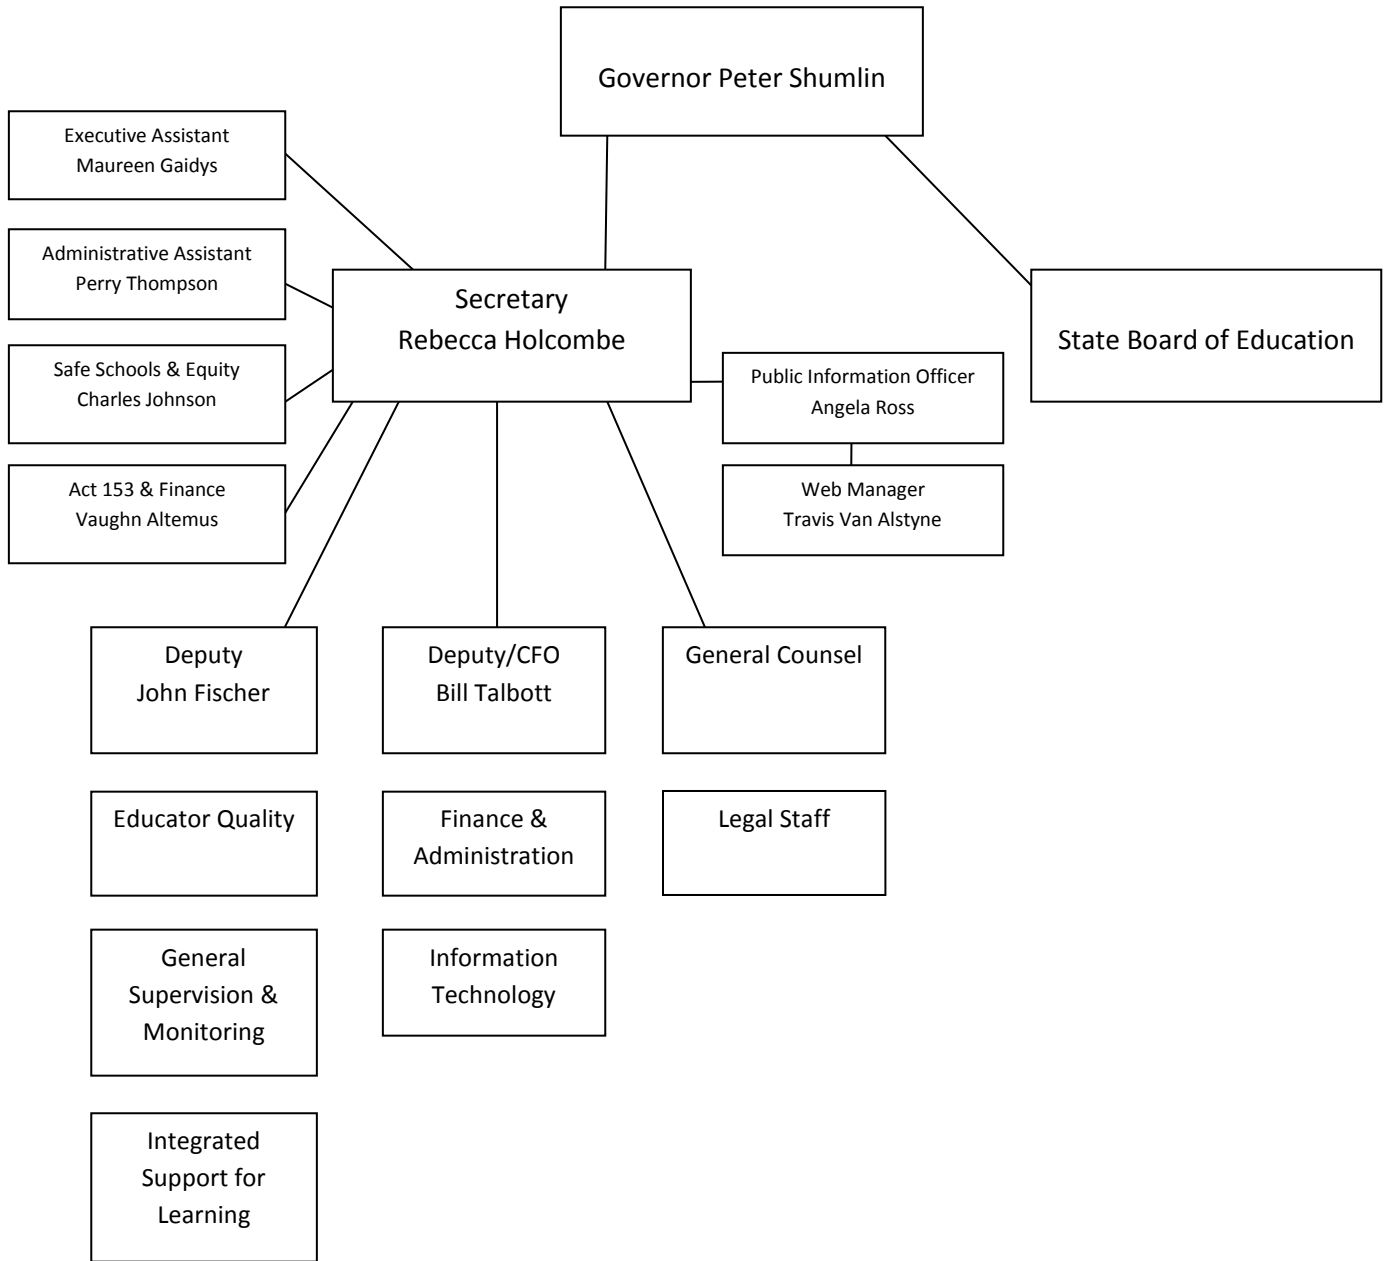 Governor Peter Shumlin
Executive Assistant
Maureen Gaidys
Administrative Assistant
Perry Thompson
Secretary
Rebecca Holcombe
State Board of Education
Safe Schools & Equity
Charles Johnson
Public Information Officer
Angela Ross
Act 153 & Finance
Vaughn Altemus
Web Manager
Travis Van Alstyne
Deputy
John Fischer
Deputy/CFO
Bill Talbott
General Counsel
Educator Quality
Finance &
Administration
Legal Staff
General
Supervision &
Monitoring
Information
Technology
Integrated
Support for
Learning